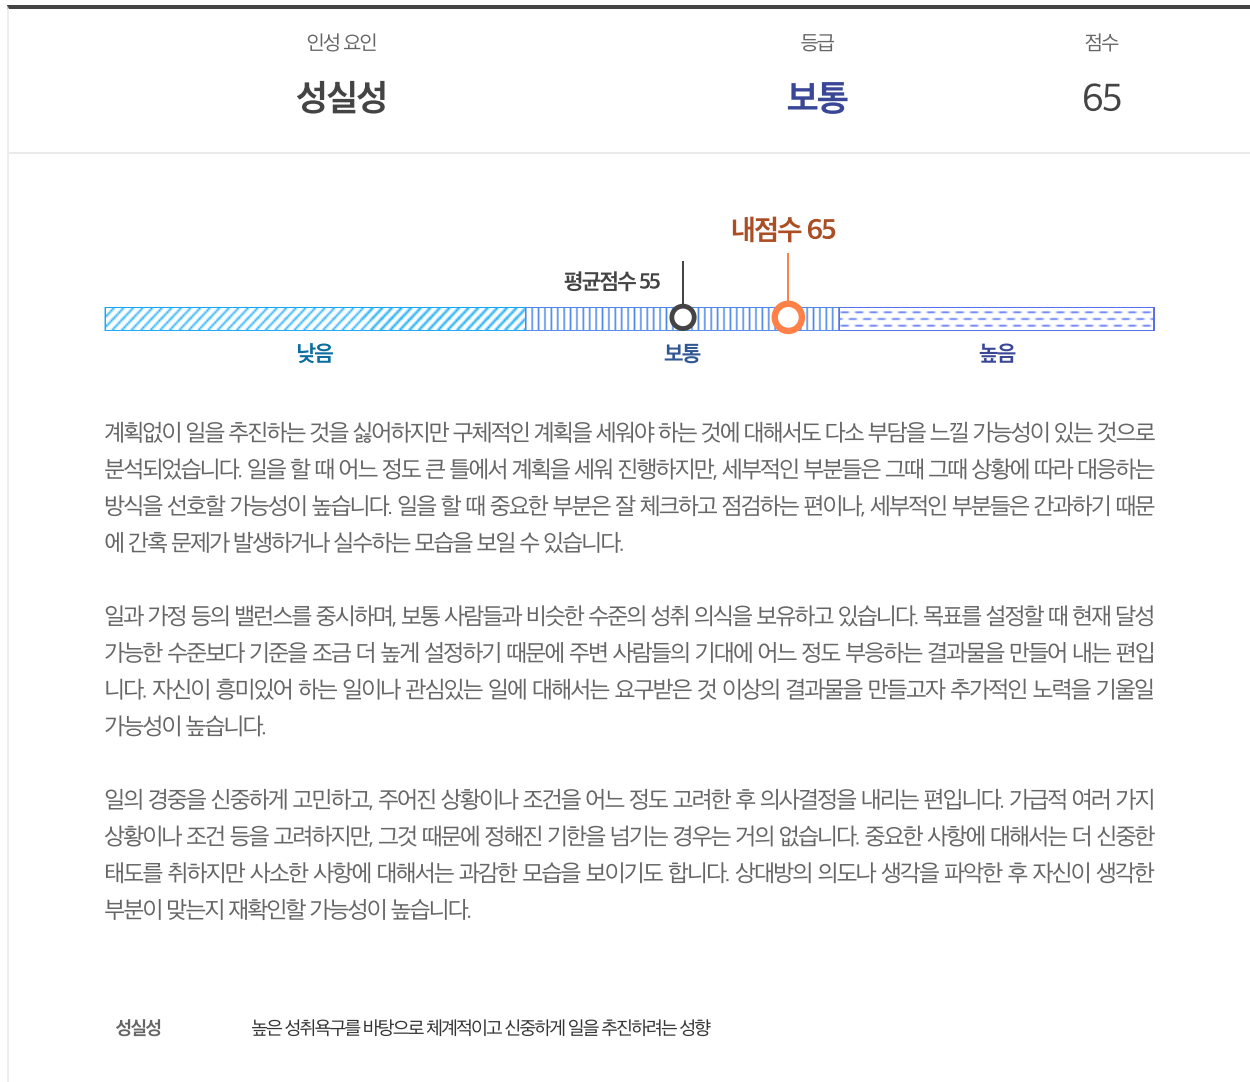 인성 요인 등급 점수
성실성 보통 65
내점수 65
평균점수 55
낮음 보통 높음
계획없이 일을 추진하는 것을 싫어하지만 구체적인 계획을 세워야 하는 것에 대해서도 다소 부담을 느낄 가능성이 있는 것으로
분석되었습니다. 일을 할 때 어느 정도 큰 틀에서 계획을 세워 진행하지만, 세부적인 부분들은 그때 그때 상황에 따라 대응하는
방식을 선호할 가능성이 높습니다. 일을 할 때 중요한 부분은 잘 체크하고 점검하는 편이나, 세부적인 부분들은 간과하기 때문
에 간혹 문제가 발생하거나 실수하는 모습을 보일 수 있습니다.
일과 가정 등의 밸런스를 중시하며, 보통 사람들과 비슷한 수준의 성취 의식을 보유하고 있습니다. 목표를 설정할 때 현재 달성
가능한 수준보다 기준을 조금 더 높게 설정하기 때문에 주변 사람들의 기대에 어느 정도 부응하는 결과물을 만들어 내는 편입
니다. 자신이 흥미있어 하는 일이나 관심있는 일에 대해서는 요구받은 것 이상의 결과물을 만들고자 추가적인 노력을 기울일
가능성이 높습니다.
일의 경중을 신중하게 고민하고, 주어진 상황이나 조건을 어느 정도 고려한 후 의사결정을 내리는 편입니다. 가급적 여러 가지
상황이나 조건 등을 고려하지만, 그것 때문에 정해진 기한을 넘기는 경우는 거의 없습니다. 중요한 사항에 대해서는 더 신중한
태도를 취하지만 사소한 사항에 대해서는 과감한 모습을 보이기도 합니다. 상대방의 의도나 생각을 파악한 후 자신이 생각한
부분이 맞는지 재확인할 가능성이 높습니다.
성실성 높은 성취욕구를 바탕으로 체계적이고 신중하게 일을 추진하려는 성향